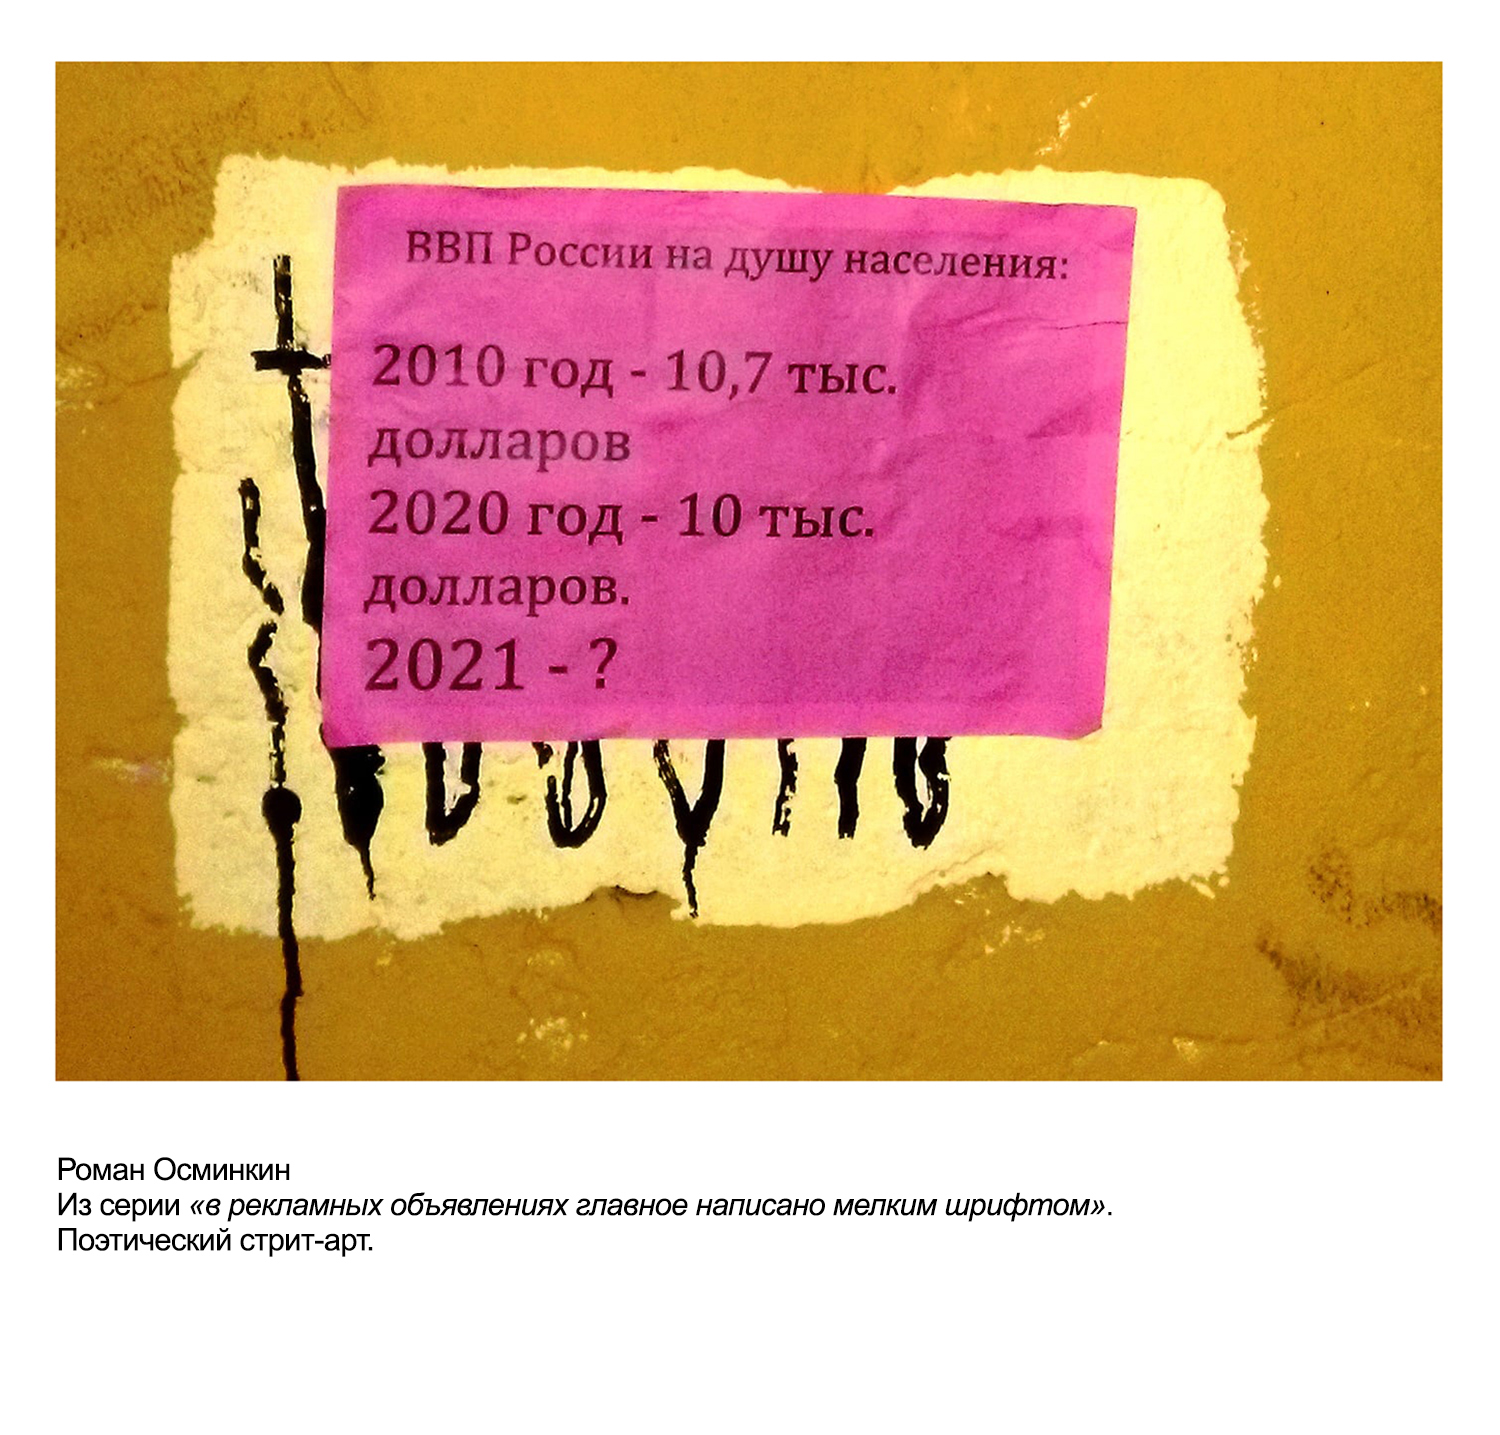 ВВП России на душу населения:
2010 год - 10,7 тыс.
долларов
2020 год - 10 тыс.
долларов.
2021 - ?
Роман Осминкин
Из серии «в рекламных объявлениях главное написано мелким шрифтом».
Поэтический стрит-арт.